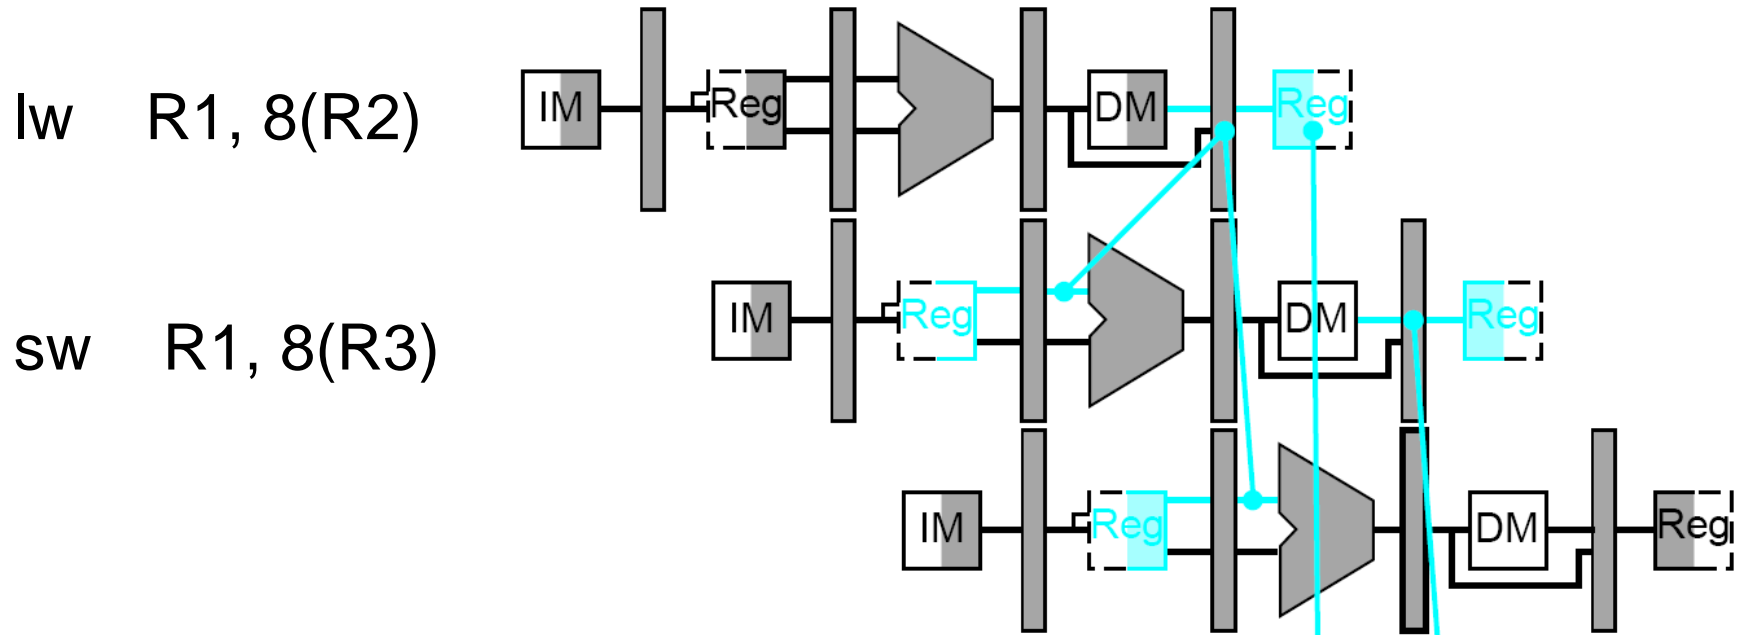 lw R1, 8(R2) IM Reg DM Reg
sw R1, 8(R3) IM Reg DM Reg
IM Reg DM Reg